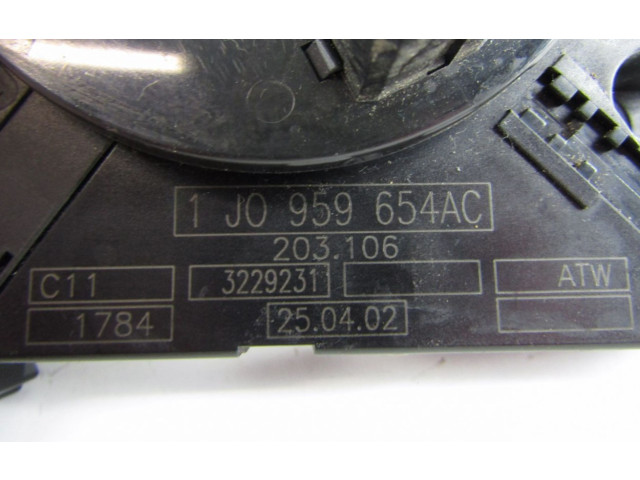 1 J0 959 654AC
203.106
C11 3229231 ATW
1784 25.04.02